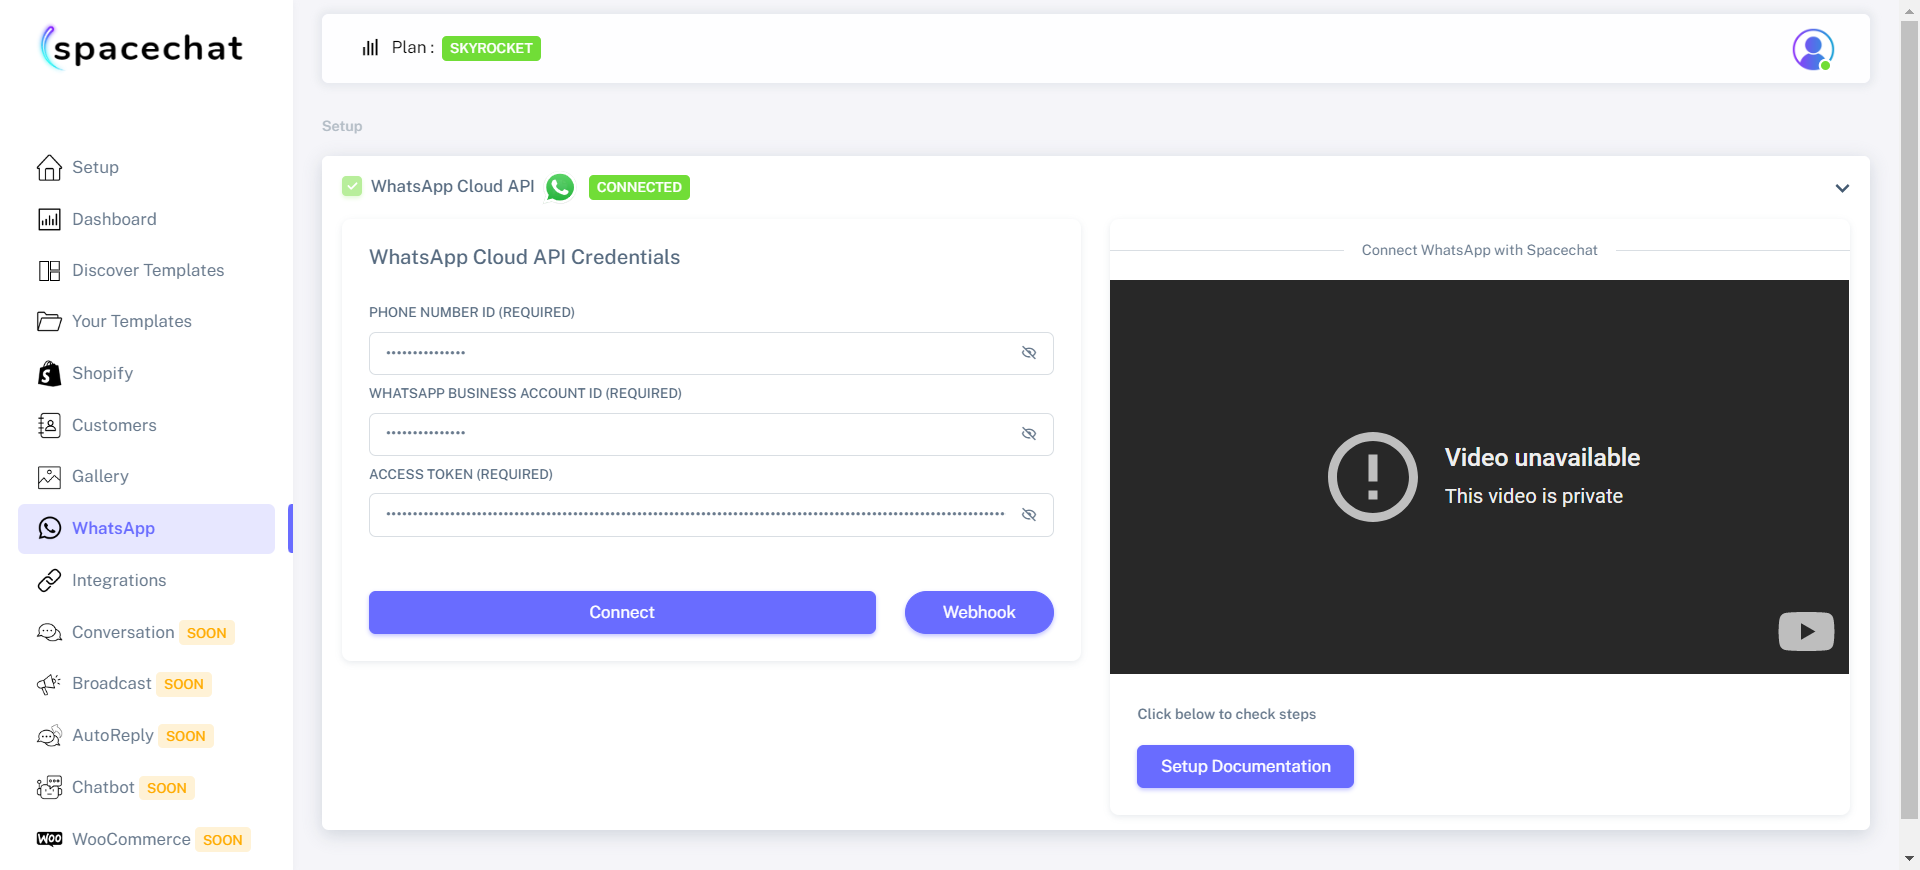 spacechat
Plan : SKYROCKET
Setup
Setup
Dashboard
Discover Templates
Your Templates
Shopify
Customers
Gallery
WhatsApp
Integrations
Conversation SOON
Broadcast SOON
AutoReply SOON
Chatbot SOON
WOO WooCommerce SOON
WhatsApp Cloud API CONNECTED
WhatsApp Cloud API Credentials
PHONE NUMBER ID (REQUIRED)
WHATSAPP BUSINESS ACCOUNT ID (REQUIRED)
ACCESS TOKEN (REQUIRED)
Connect
Webhook
Connect WhatsApp with Spacechat
Video unavailable
This video is private
Click below to check steps
Setup Documentation